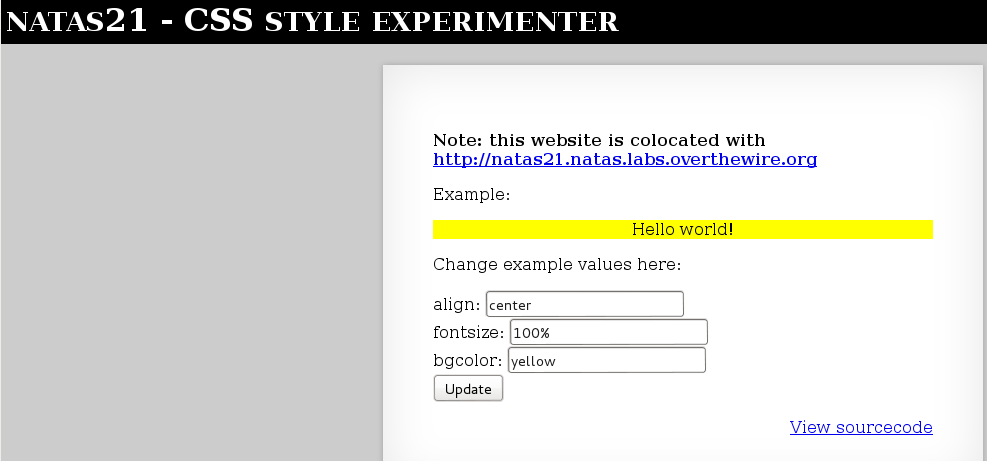 NATAS21 - CSS STYLE EXPERIMENTER
Note: this website is colocated with
http://natas21.natas.labs.overthewire.org
Example:
Hello world!
Change example values here:
align: center
fontsize: 100%
bgcolor: yellow
Update
View sourcecode